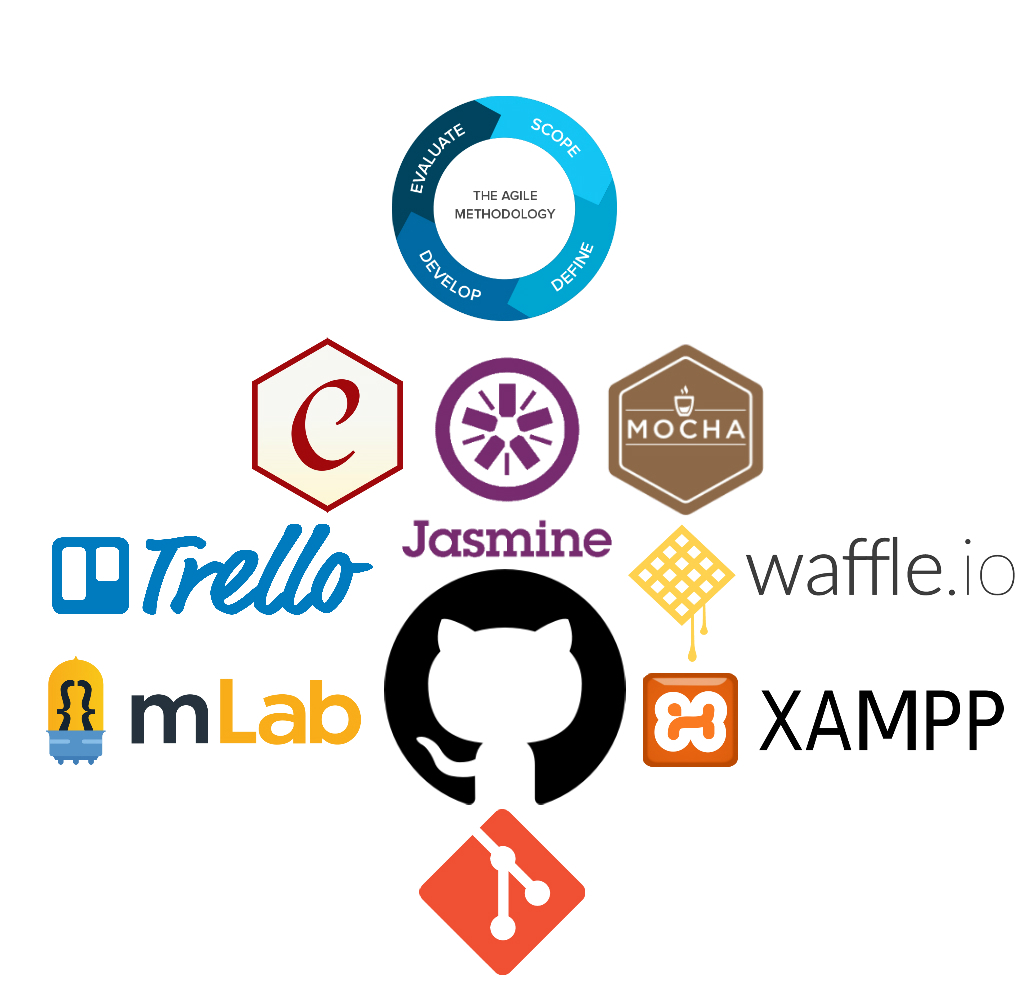 EVALUATE
SCOPE
THE AGILE
METHODOLOGY
DEVELOP
DEFINE
C
MOCHA
Jasmine
Trello
waffle.io
{ }
mLab
XAMPP